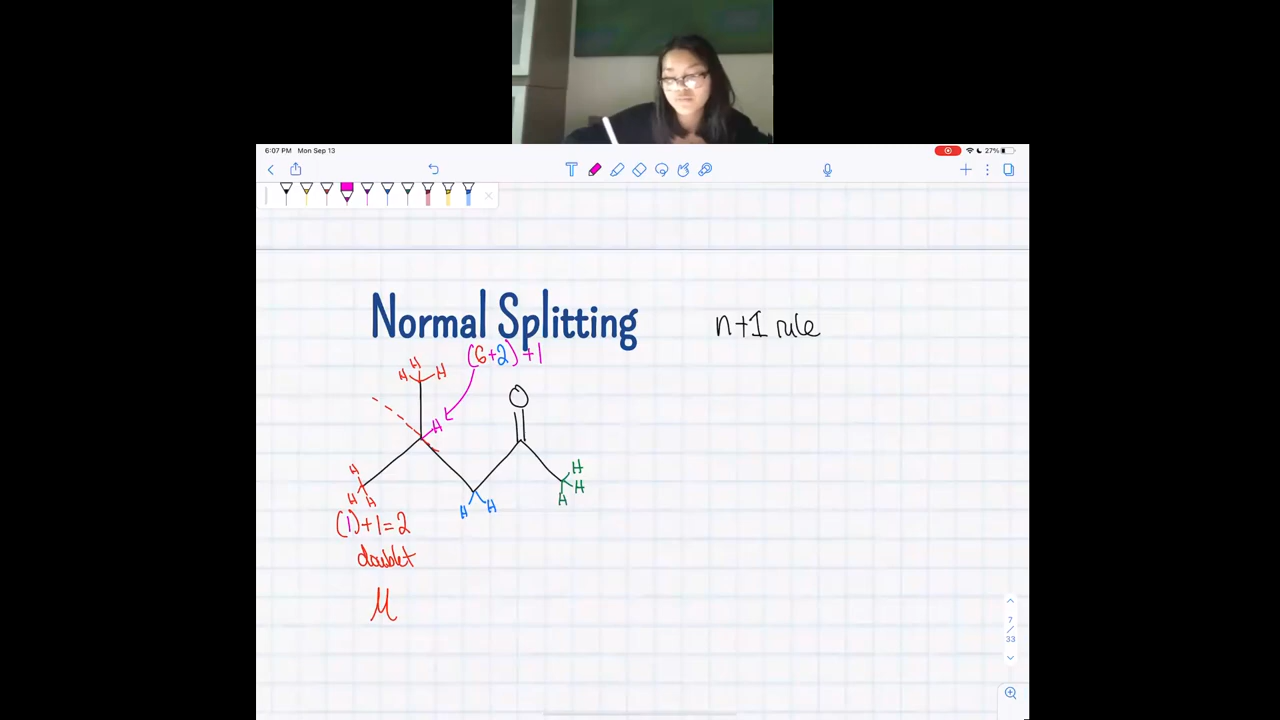 6:07 PM Mon Sep 13
27%
T
Normal Splitting
n+1 rule
(6+2)+1
H
H H
H
O
H
H
H
H
H H
H
H H
(1)+1=2
doublet
7
/
33